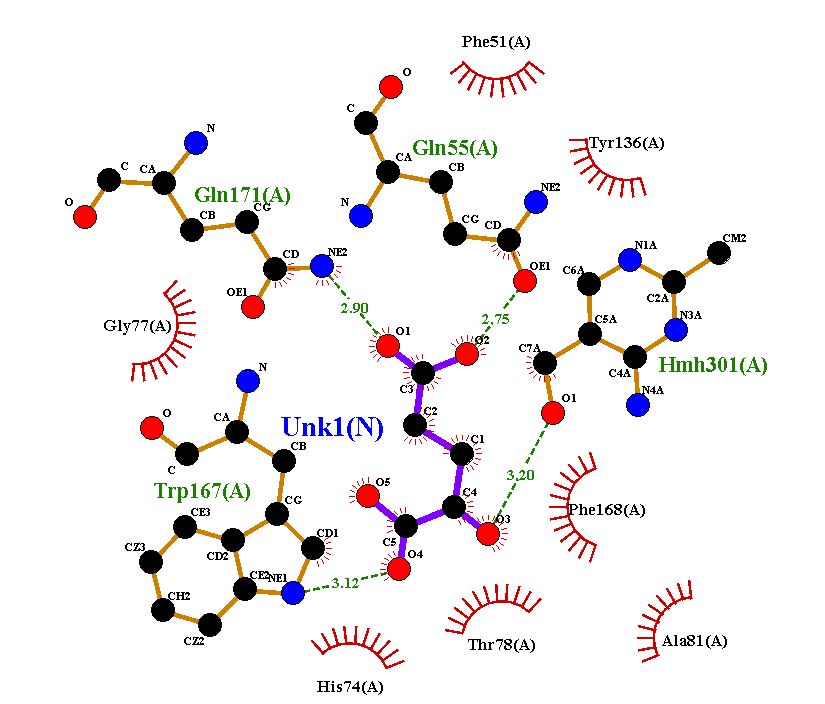 Phe51(A)
O
C
N
Gln55(A)
Tyr136(A)
C
CA
CA
CB
NE2
O
Gln171(A)
N
CB
CG
CG
CD
N1A
CM2
CD
NE2
OE1
C6A
C2A
OE1
2.90
2.75
N3A
Gly77(A)
O1
O2
C5A
C7A
C4A
Hmh301(A)
N
C3
O1
N4A
O
CA
C2
Unk1(N)
CB
C1
C
3.20
Trp167(A)
O5
CG
C4
Phe168(A)
CE3
O3
CD1
CZ3
CD2
C5
O4
CE2
NE1
3.12
CH2
CZ2
Thr78(A)
Ala81(A)
His74(A)